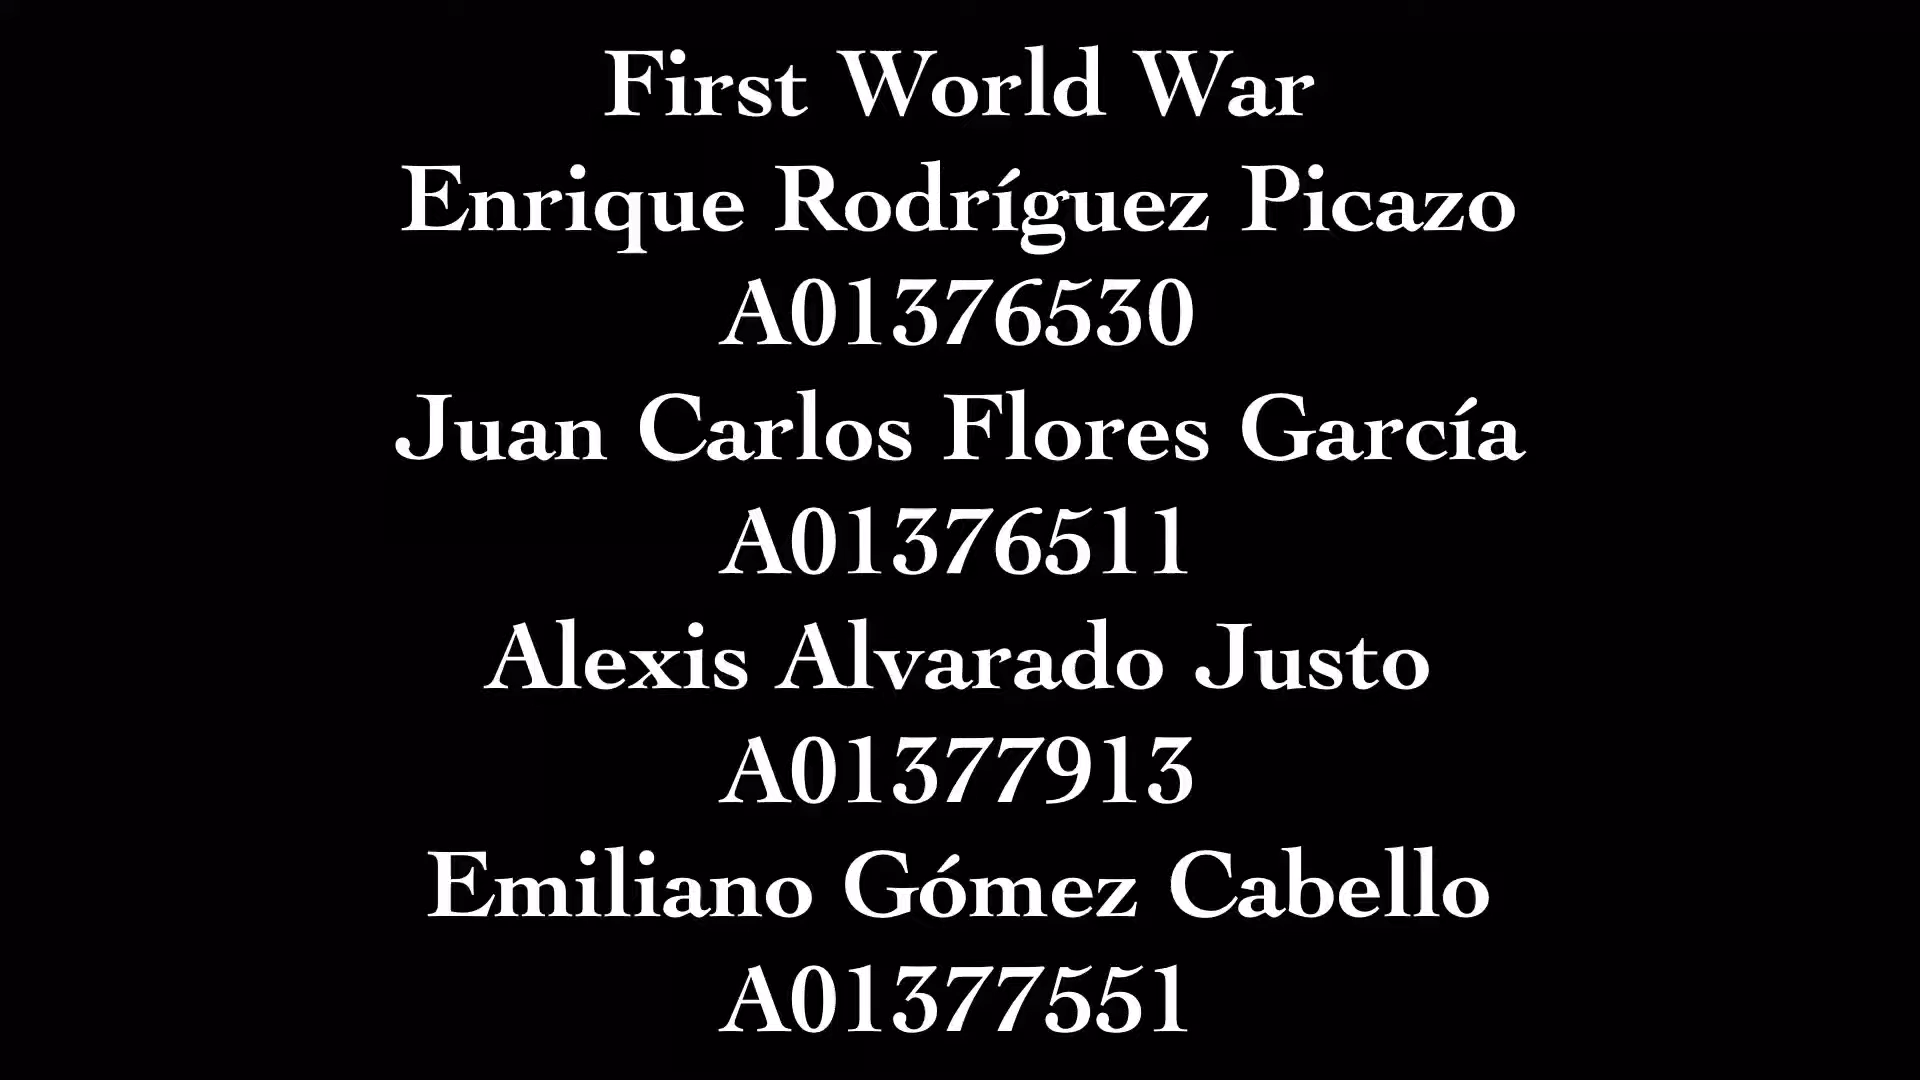 First World War
Enrique Rodríguez Picazo
A01376530
Juan Carlos Flores García
A01376511
Alexis Alvarado Justo
A01377913
Emiliano Gómez Cabello
A01377551